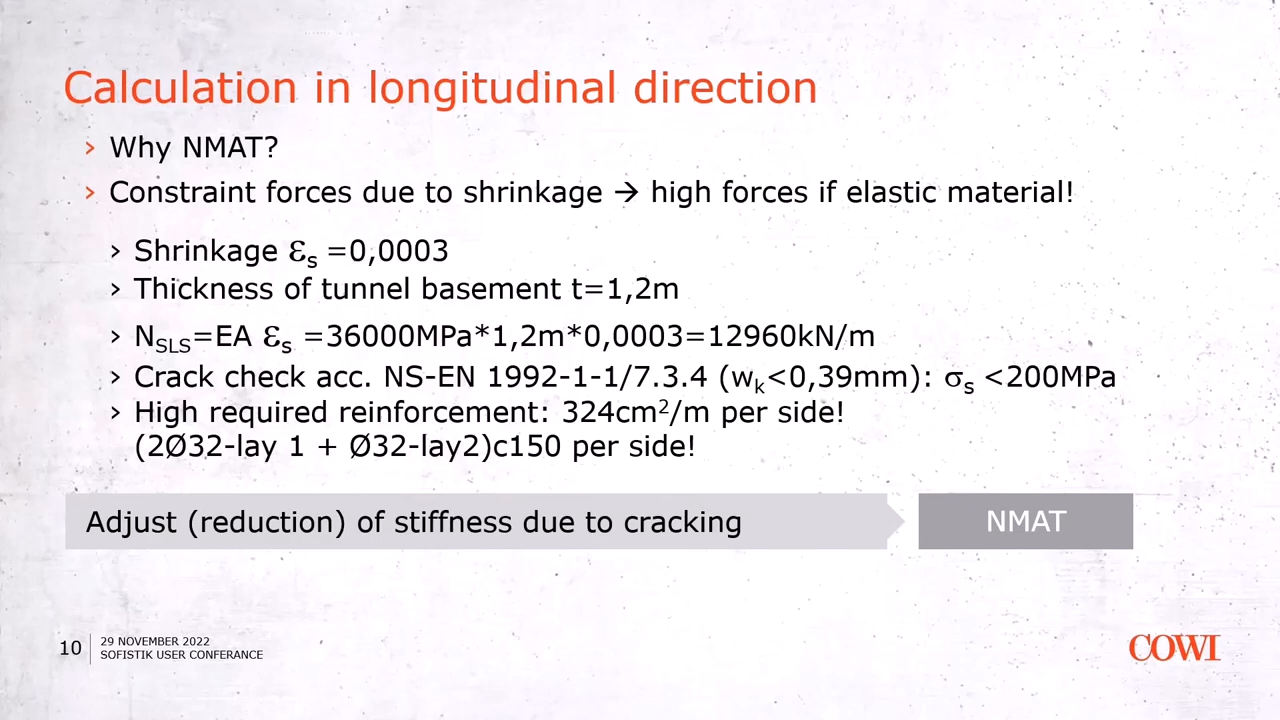 Calculation in longitudinal direction
› Why NMAT?
› Constraint forces due to shrinkage → high forces if elastic material!
› Shrinkage εs =0,0003
› Thickness of tunnel basement t=1,2m
› NSLS=EA εs =36000MPa*1,2m*0,0003=12960kN/m
› Crack check acc. NS-EN 1992-1-1/7.3.4 (wk<0,39mm): σs <200MPa
› High required reinforcement: 324cm²/m per side!
(2Ø32-lay 1 + Ø32-lay2)c150 per side!
Adjust (reduction) of stiffness due to cracking
NMAT
10
29 NOVEMBER 2022
SOFISTIK USER CONFERANCE
COWI